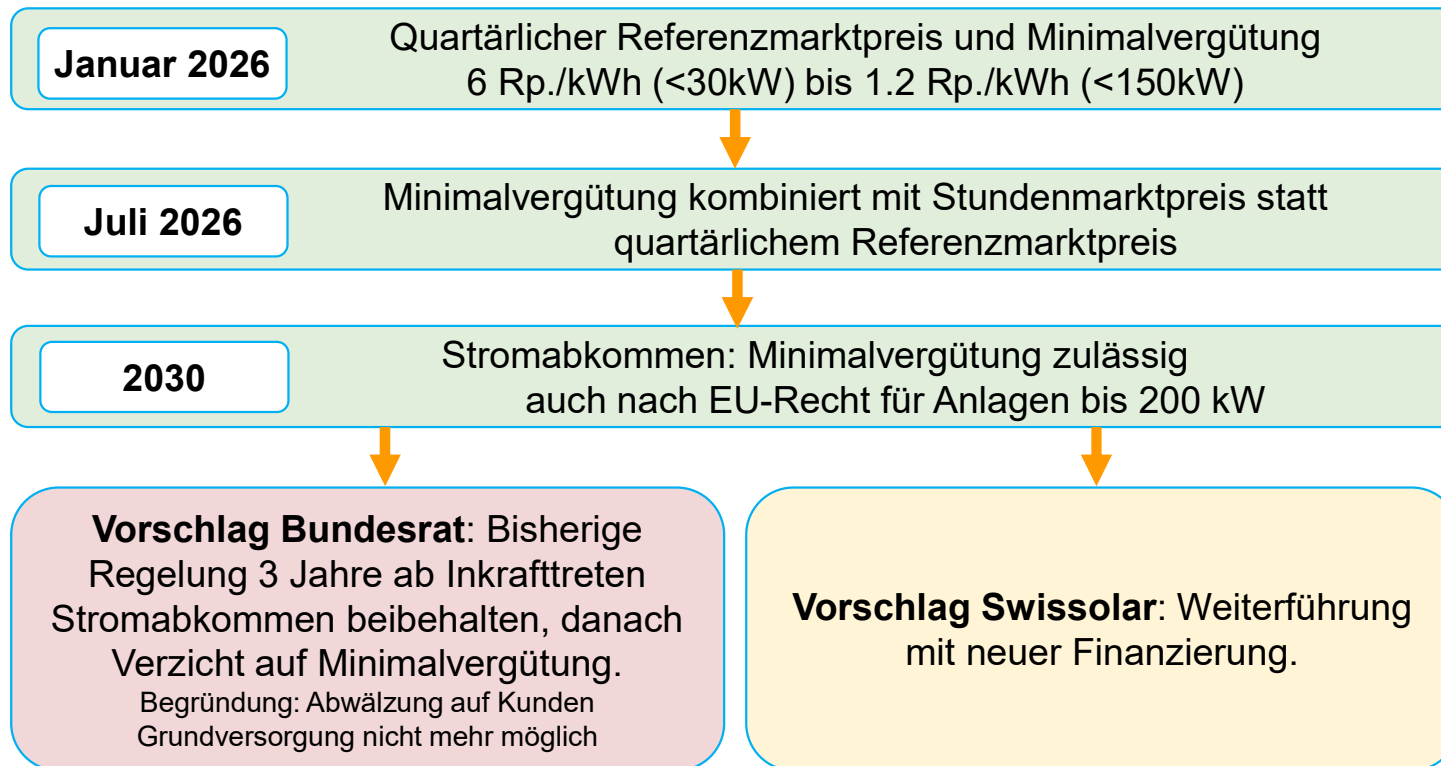 Januar 2026
Quartärlicher Referenzmarktpreis und Minimalvergütung
6 Rp./kWh (<30kW) bis 1.2 Rp./kWh (<150kW)
Juli 2026
Minimalvergütung kombiniert mit Stundenmarktpreis statt
quartärlichem Referenzmarktpreis
2030
Stromabkommen: Minimalvergütung zulässig
auch nach EU-Recht für Anlagen bis 200 kW
Vorschlag Bundesrat: Bisherige
Regelung 3 Jahre ab Inkrafttreten
Stromabkommen beibehalten, danach
Verzicht auf Minimalvergütung.
Begründung: Abwälzung auf Kunden
Grundversorgung nicht mehr möglich
Vorschlag Swissolar: Weiterführung
mit neuer Finanzierung.